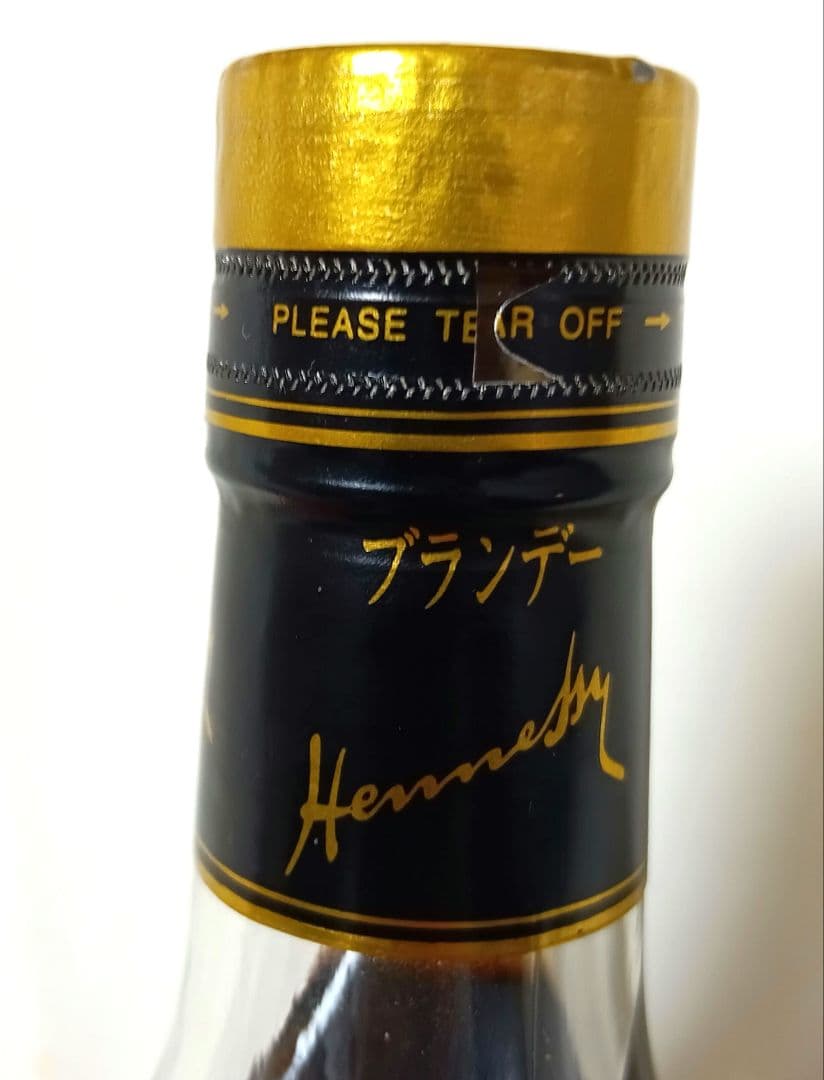 → PLEASE TEAR OFF →
ブランデー
Hennessy